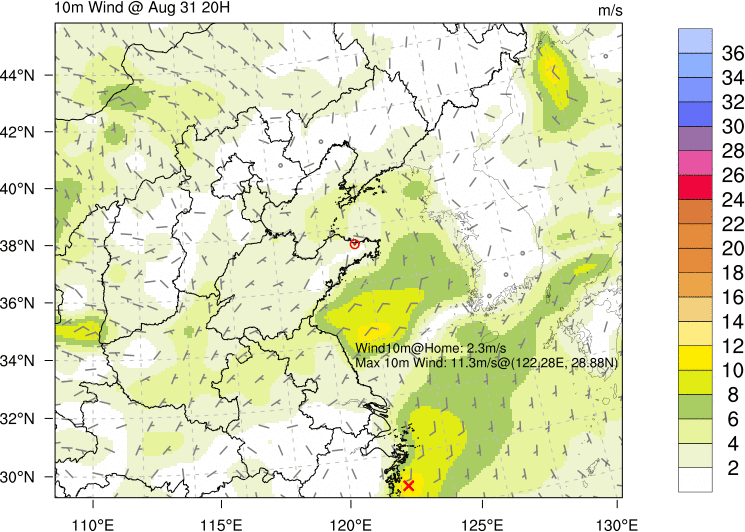 10m Wind @ Aug 31 20H
m/s
44°N
42°N
40°N
38°N
36°N
34°N
32°N
30°N
110°E
115°E
120°E
125°E
130°E
Wind10m@Home: 2.3m/s
Max 10m Wind: 11.3m/s@(122.28E, 28.88N)
36
34
32
30
28
26
24
22
20
18
16
14
12
10
8
6
4
2